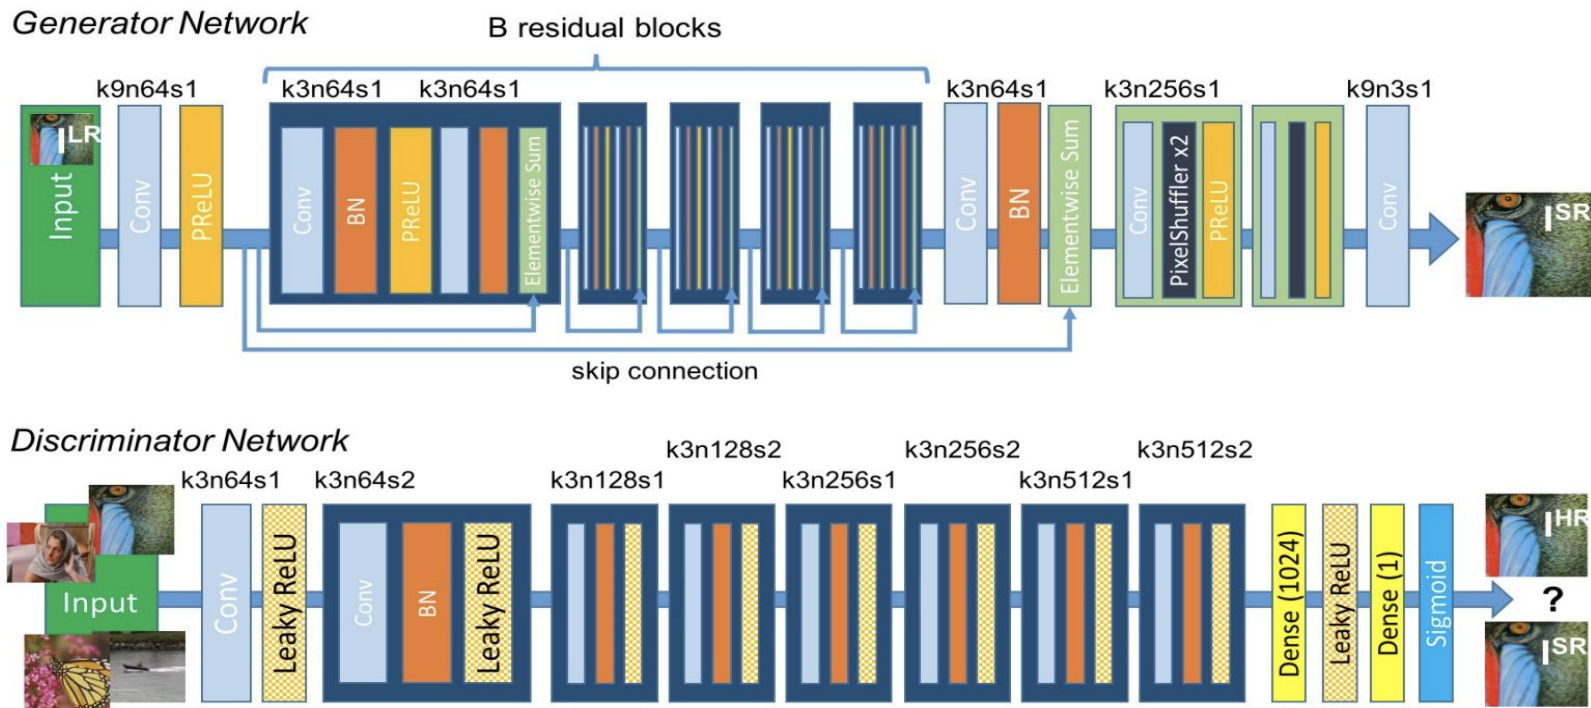 Generator Network
B residual blocks
k9n64s1
k3n64s1
k3n64s1
k3n64s1
k3n256s1
k9n3s1
I^LR
Input
Conv
PReLU
Conv
BN
PReLU
Elementwise Sum
Conv
BN
Elementwise Sum
Conv
PixelShuffler x2
PReLU
Conv
I^SR
skip connection
Discriminator Network
k3n64s1
k3n64s2
k3n128s1
k3n128s2
k3n256s1
k3n256s2
k3n512s1
k3n512s2
Input
Conv
Leaky ReLU
Conv
BN
Leaky ReLU
Dense (1024)
Leaky ReLU
Dense (1)
Sigmoid
I^HR
?
I^SR